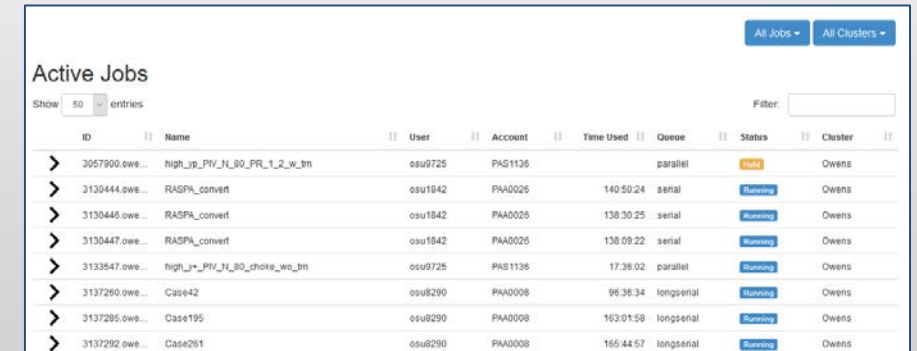 All Jobs All Clusters
Active Jobs
Show 50 entries Filter:
ID Name User Account Time Used Queue Status Cluster
3057900.owe... high_yp_PIV_N_80_PR_1_2_w_trn osu9725 PAS1136 parallel Held Owens
3130444.owe... RASPA_convert osu1842 PAA0026 140:50:24 serial Running Owens
3130446.owe... RASPA_convert osu1842 PAA0026 138:30:25 serial Running Owens
3130447.owe... RASPA_convert osu1842 PAA0026 138:09:22 serial Running Owens
3133547.owe... high_y+_PIV_N_80_choke_wo_trn osu9725 PAS1136 17:36:02 parallel Running Owens
3137260.owe... Case42 osu8290 PAA0008 96:36:34 longserial Running Owens
3137285.owe... Case195 osu8290 PAA0008 163:01:58 longserial Running Owens
3137292.owe... Case261 osu8290 PAA0008 165:44:57 longserial Running Owens